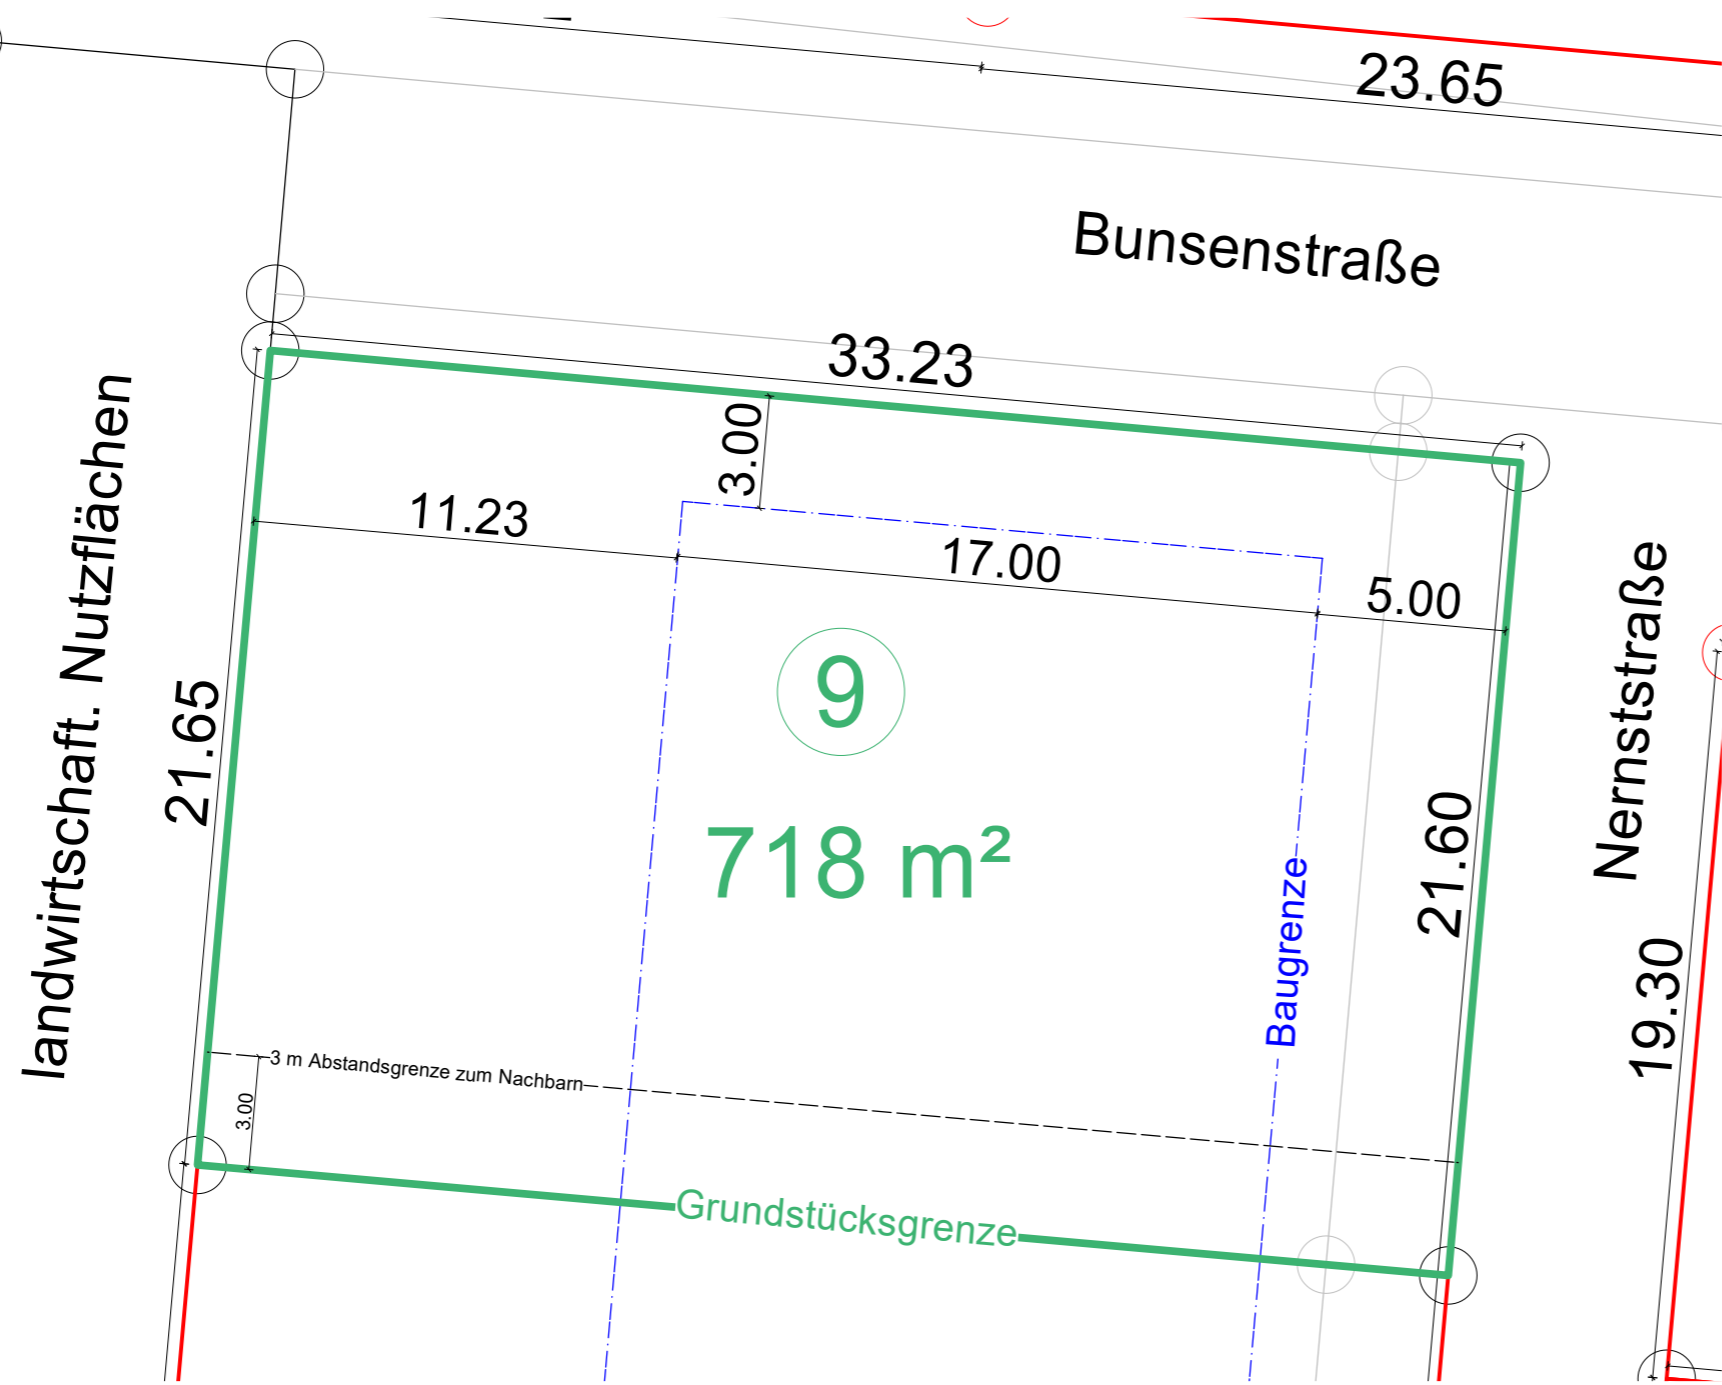 23.65
Bunsenstraße
33.23
3.00
11.23
17.00
5.00
landwirtschaft. Nutzflächen
21.65
9
718 m²
Baugrenze
21.60
Nernststraße
19.30
3 m Abstandsgrenze zum Nachbarn
3.00
Grundstücksgrenze